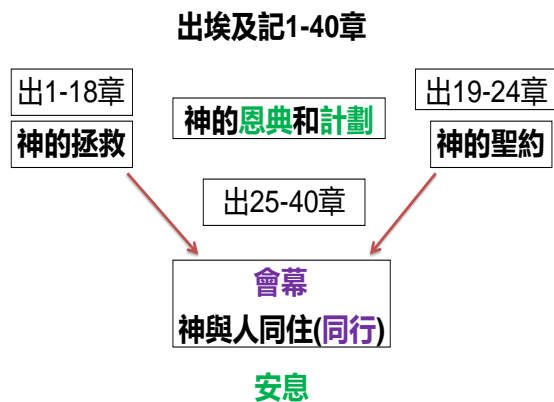 出埃及記1-40章
出1-18章
神的拯救
神的恩典和計劃
出19-24章
神的聖約
出25-40章
會幕
神與人同住(同行)
安息